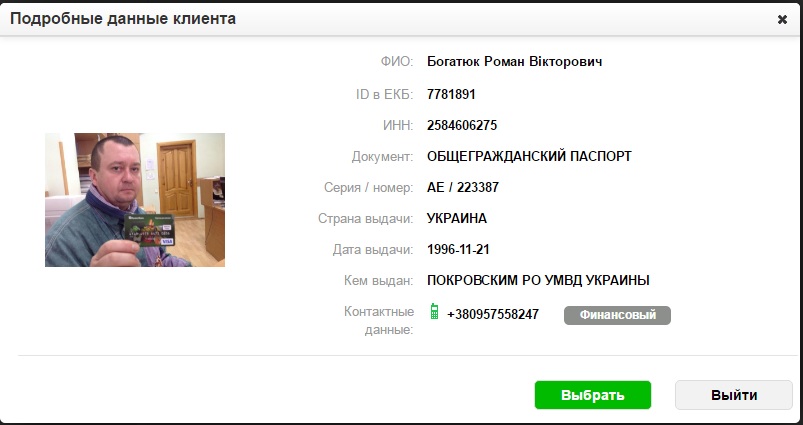 Подробные данные клиента
ФИО: Богатюк Роман Вікторович
ID в ЕКБ: 7781891
ИНН: 2584606275
Документ: ОБЩЕГРАЖДАНСКИЙ ПАСПОРТ
Серия / номер: АЕ / 223387
Страна выдачи: УКРАИНА
Дата выдачи: 1996-11-21
Кем выдан: ПОКРОВСКИМ РО УМВД УКРАИНЫ
Контактные
данные: +380957558247 Финансовый
VISA
Выбрать Выйти